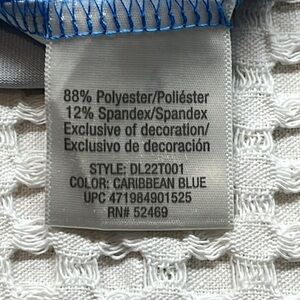 88% Polyester/Poliéster
12% Spandex/Spandex
Exclusive of decoration/
Exclusivo de decoración
STYLE: DL22T001
COLOR: CARIBBEAN BLUE
UPC 471984901525
RN# 52469